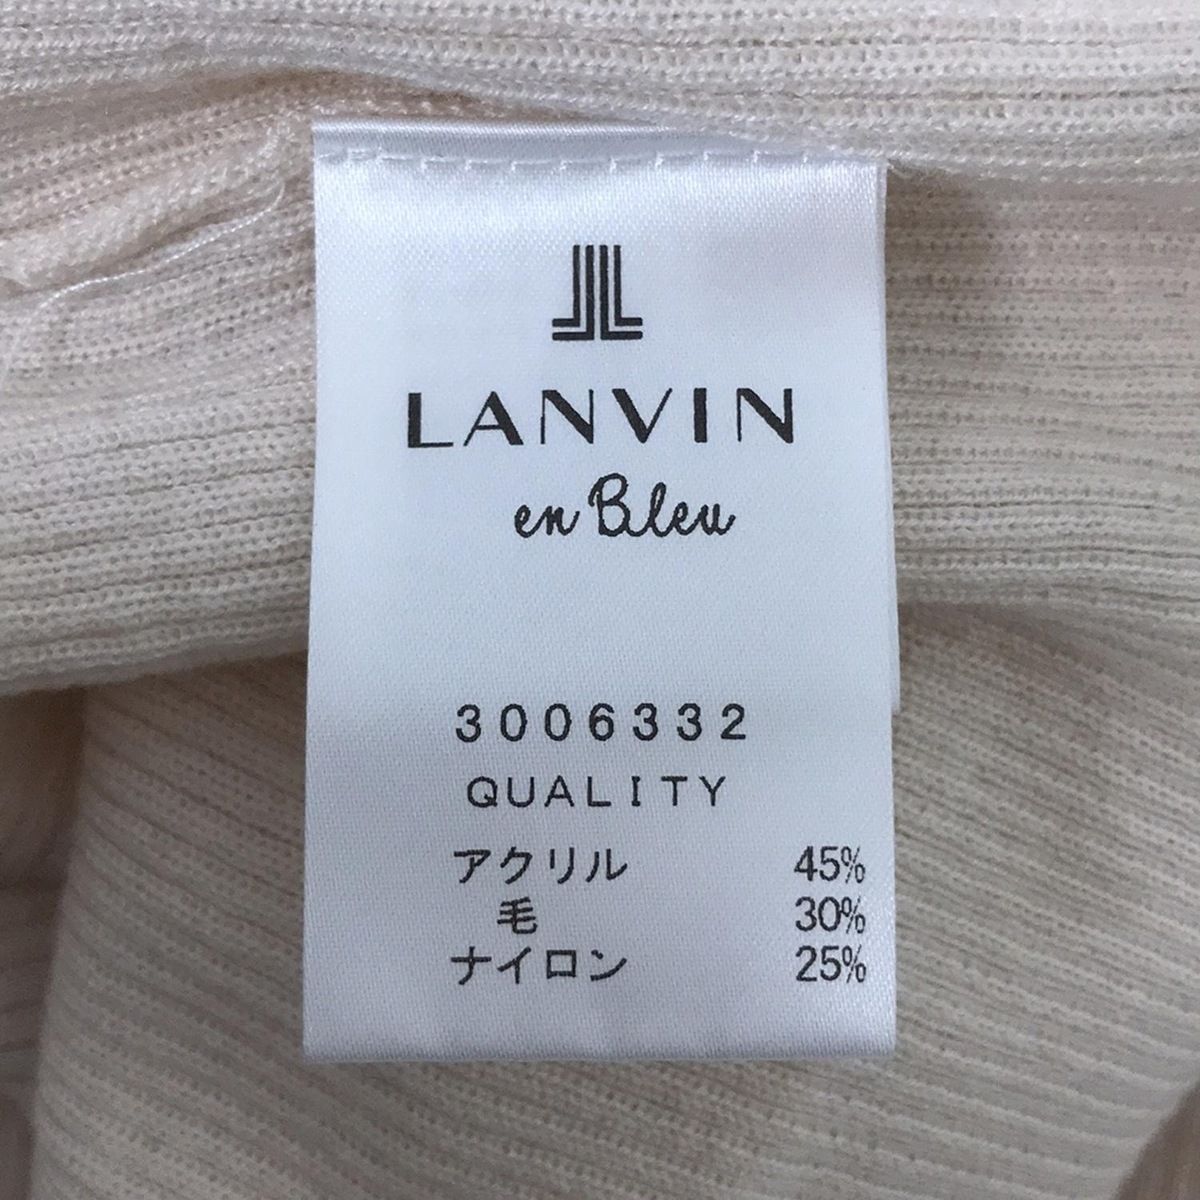 LANVIN
en Bleu
3006332
QUALITY
アクリル 45%
毛 30%
ナイロン 25%